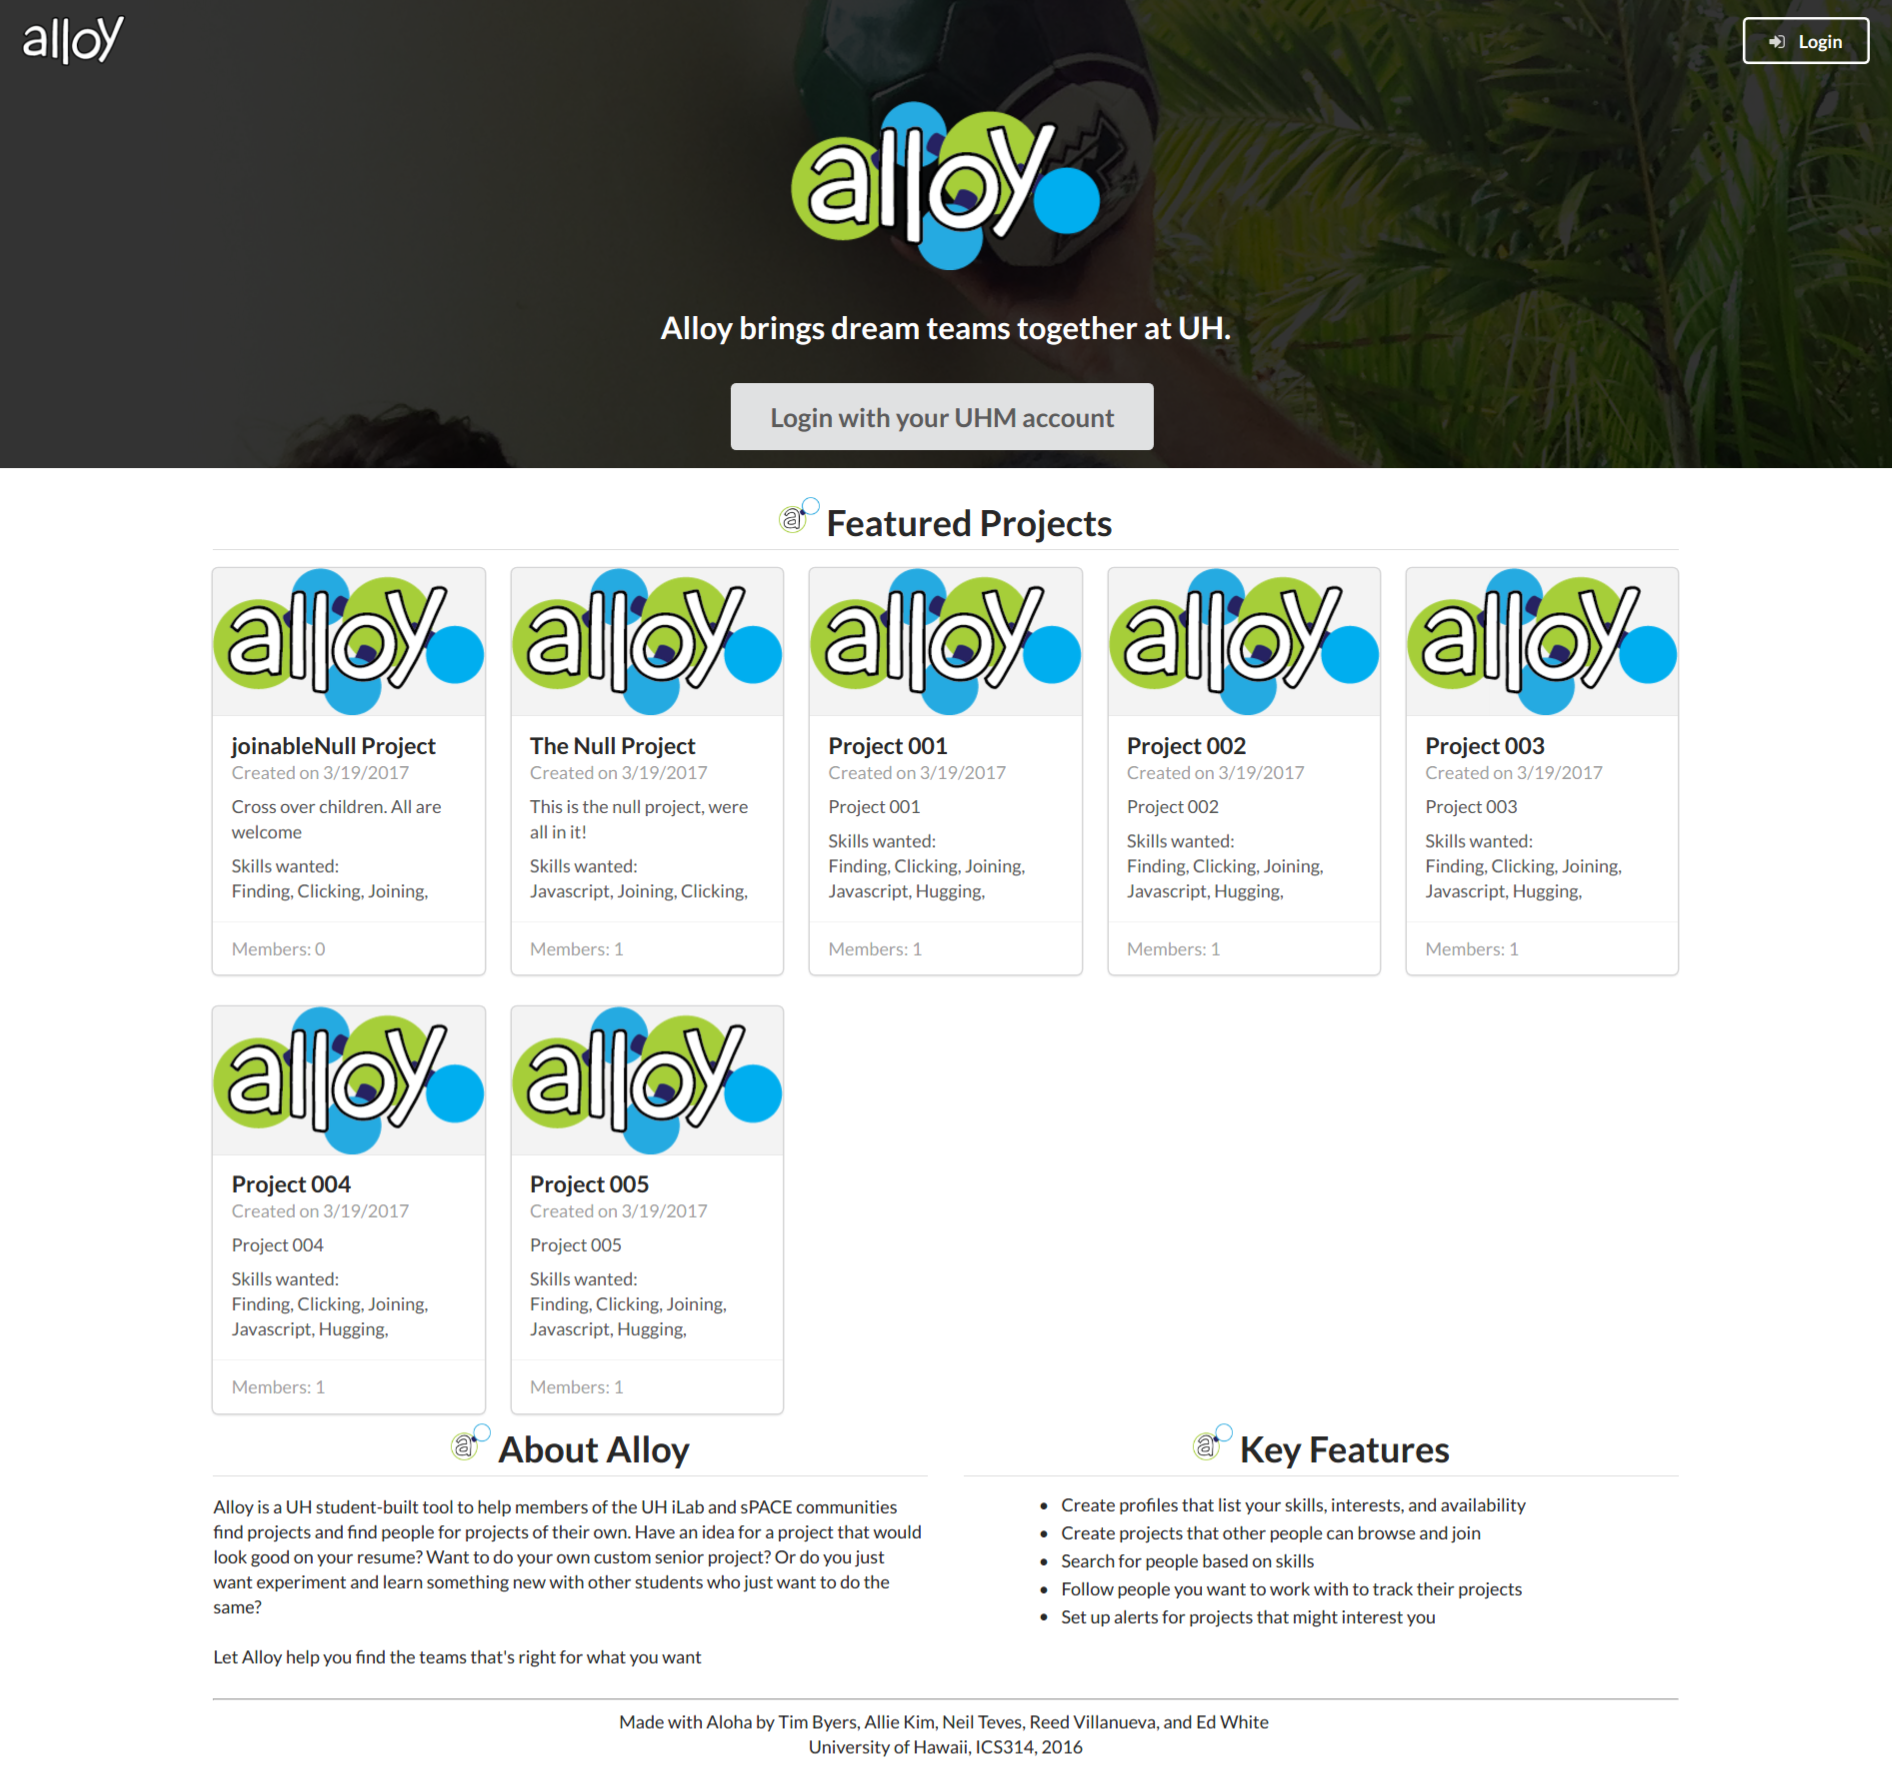 alloy
Login
alloy
Alloy brings dream teams together at UH.
Login with your UHM account
a Featured Projects
alloy
joinableNull Project
Created on 3/19/2017
Cross over children. All are
welcome
Skills wanted:
Finding, Clicking, Joining,
Members: 0
alloy
The Null Project
Created on 3/19/2017
This is the null project, were
all in it!
Skills wanted:
Javascript, Joining, Clicking,
Members: 1
alloy
Project 001
Created on 3/19/2017
Project 001
Skills wanted:
Finding, Clicking, Joining,
Javascript, Hugging,
Members: 1
alloy
Project 002
Created on 3/19/2017
Project 002
Skills wanted:
Finding, Clicking, Joining,
Javascript, Hugging,
Members: 1
alloy
Project 003
Created on 3/19/2017
Project 003
Skills wanted:
Finding, Clicking, Joining,
Javascript, Hugging,
Members: 1
alloy
Project 004
Created on 3/19/2017
Project 004
Skills wanted:
Finding, Clicking, Joining,
Javascript, Hugging,
Members: 1
alloy
Project 005
Created on 3/19/2017
Project 005
Skills wanted:
Finding, Clicking, Joining,
Javascript, Hugging,
Members: 1
a About Alloy
Alloy is a UH student-built tool to help members of the UH iLab and sPACE communities
find projects and find people for projects of their own. Have an idea for a project that would
look good on your resume? Want to do your own custom senior project? Or do you just
want experiment and learn something new with other students who just want to do the
same?
Let Alloy help you find the teams that's right for what you want
a Key Features
• Create profiles that list your skills, interests, and availability
• Create projects that other people can browse and join
• Search for people based on skills
• Follow people you want to work with to track their projects
• Set up alerts for projects that might interest you
Made with Aloha by Tim Byers, Allie Kim, Neil Teves, Reed Villanueva, and Ed White
University of Hawaii, ICS314, 2016